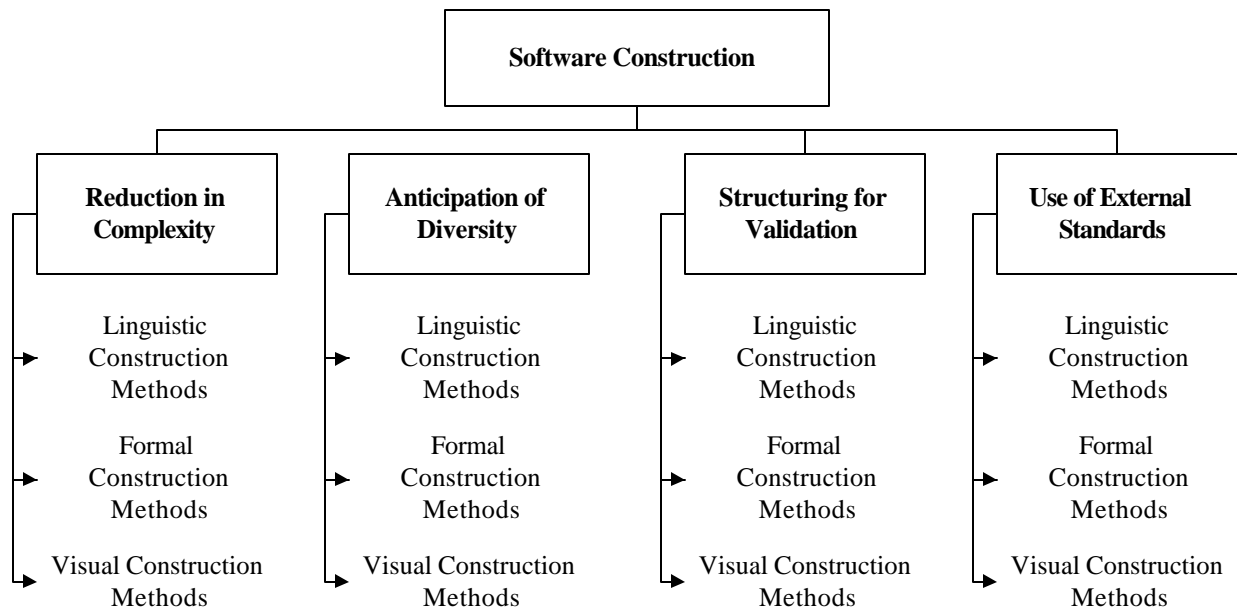 Software Construction
Reduction in
Complexity
Linguistic
Construction
Methods
Formal
Construction
Methods
Visual Construction
Methods
Anticipation of
Diversity
Linguistic
Construction
Methods
Formal
Construction
Methods
Visual Construction
Methods
Structuring for
Validation
Linguistic
Construction
Methods
Formal
Construction
Methods
Visual Construction
Methods
Use of External
Standards
Linguistic
Construction
Methods
Formal
Construction
Methods
Visual Construction
Methods